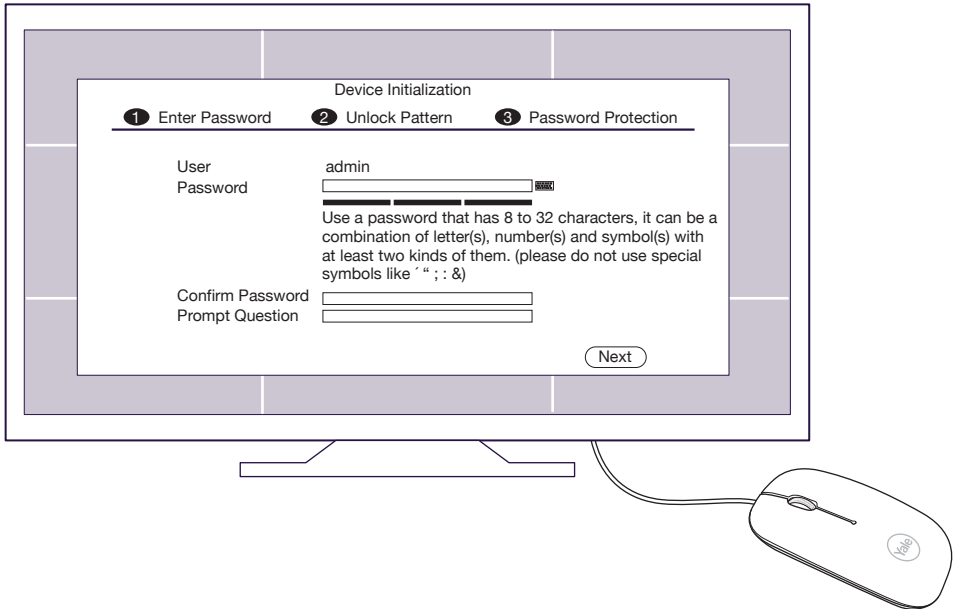 Device Initialization
1 Enter Password 2 Unlock Pattern 3 Password Protection
User admin
Password
Use a password that has 8 to 32 characters, it can be a
combination of letter(s), number(s) and symbol(s) with
at least two kinds of them. (please do not use special
symbols like ´ “ ; : &)
Confirm Password
Prompt Question
Next
Yale